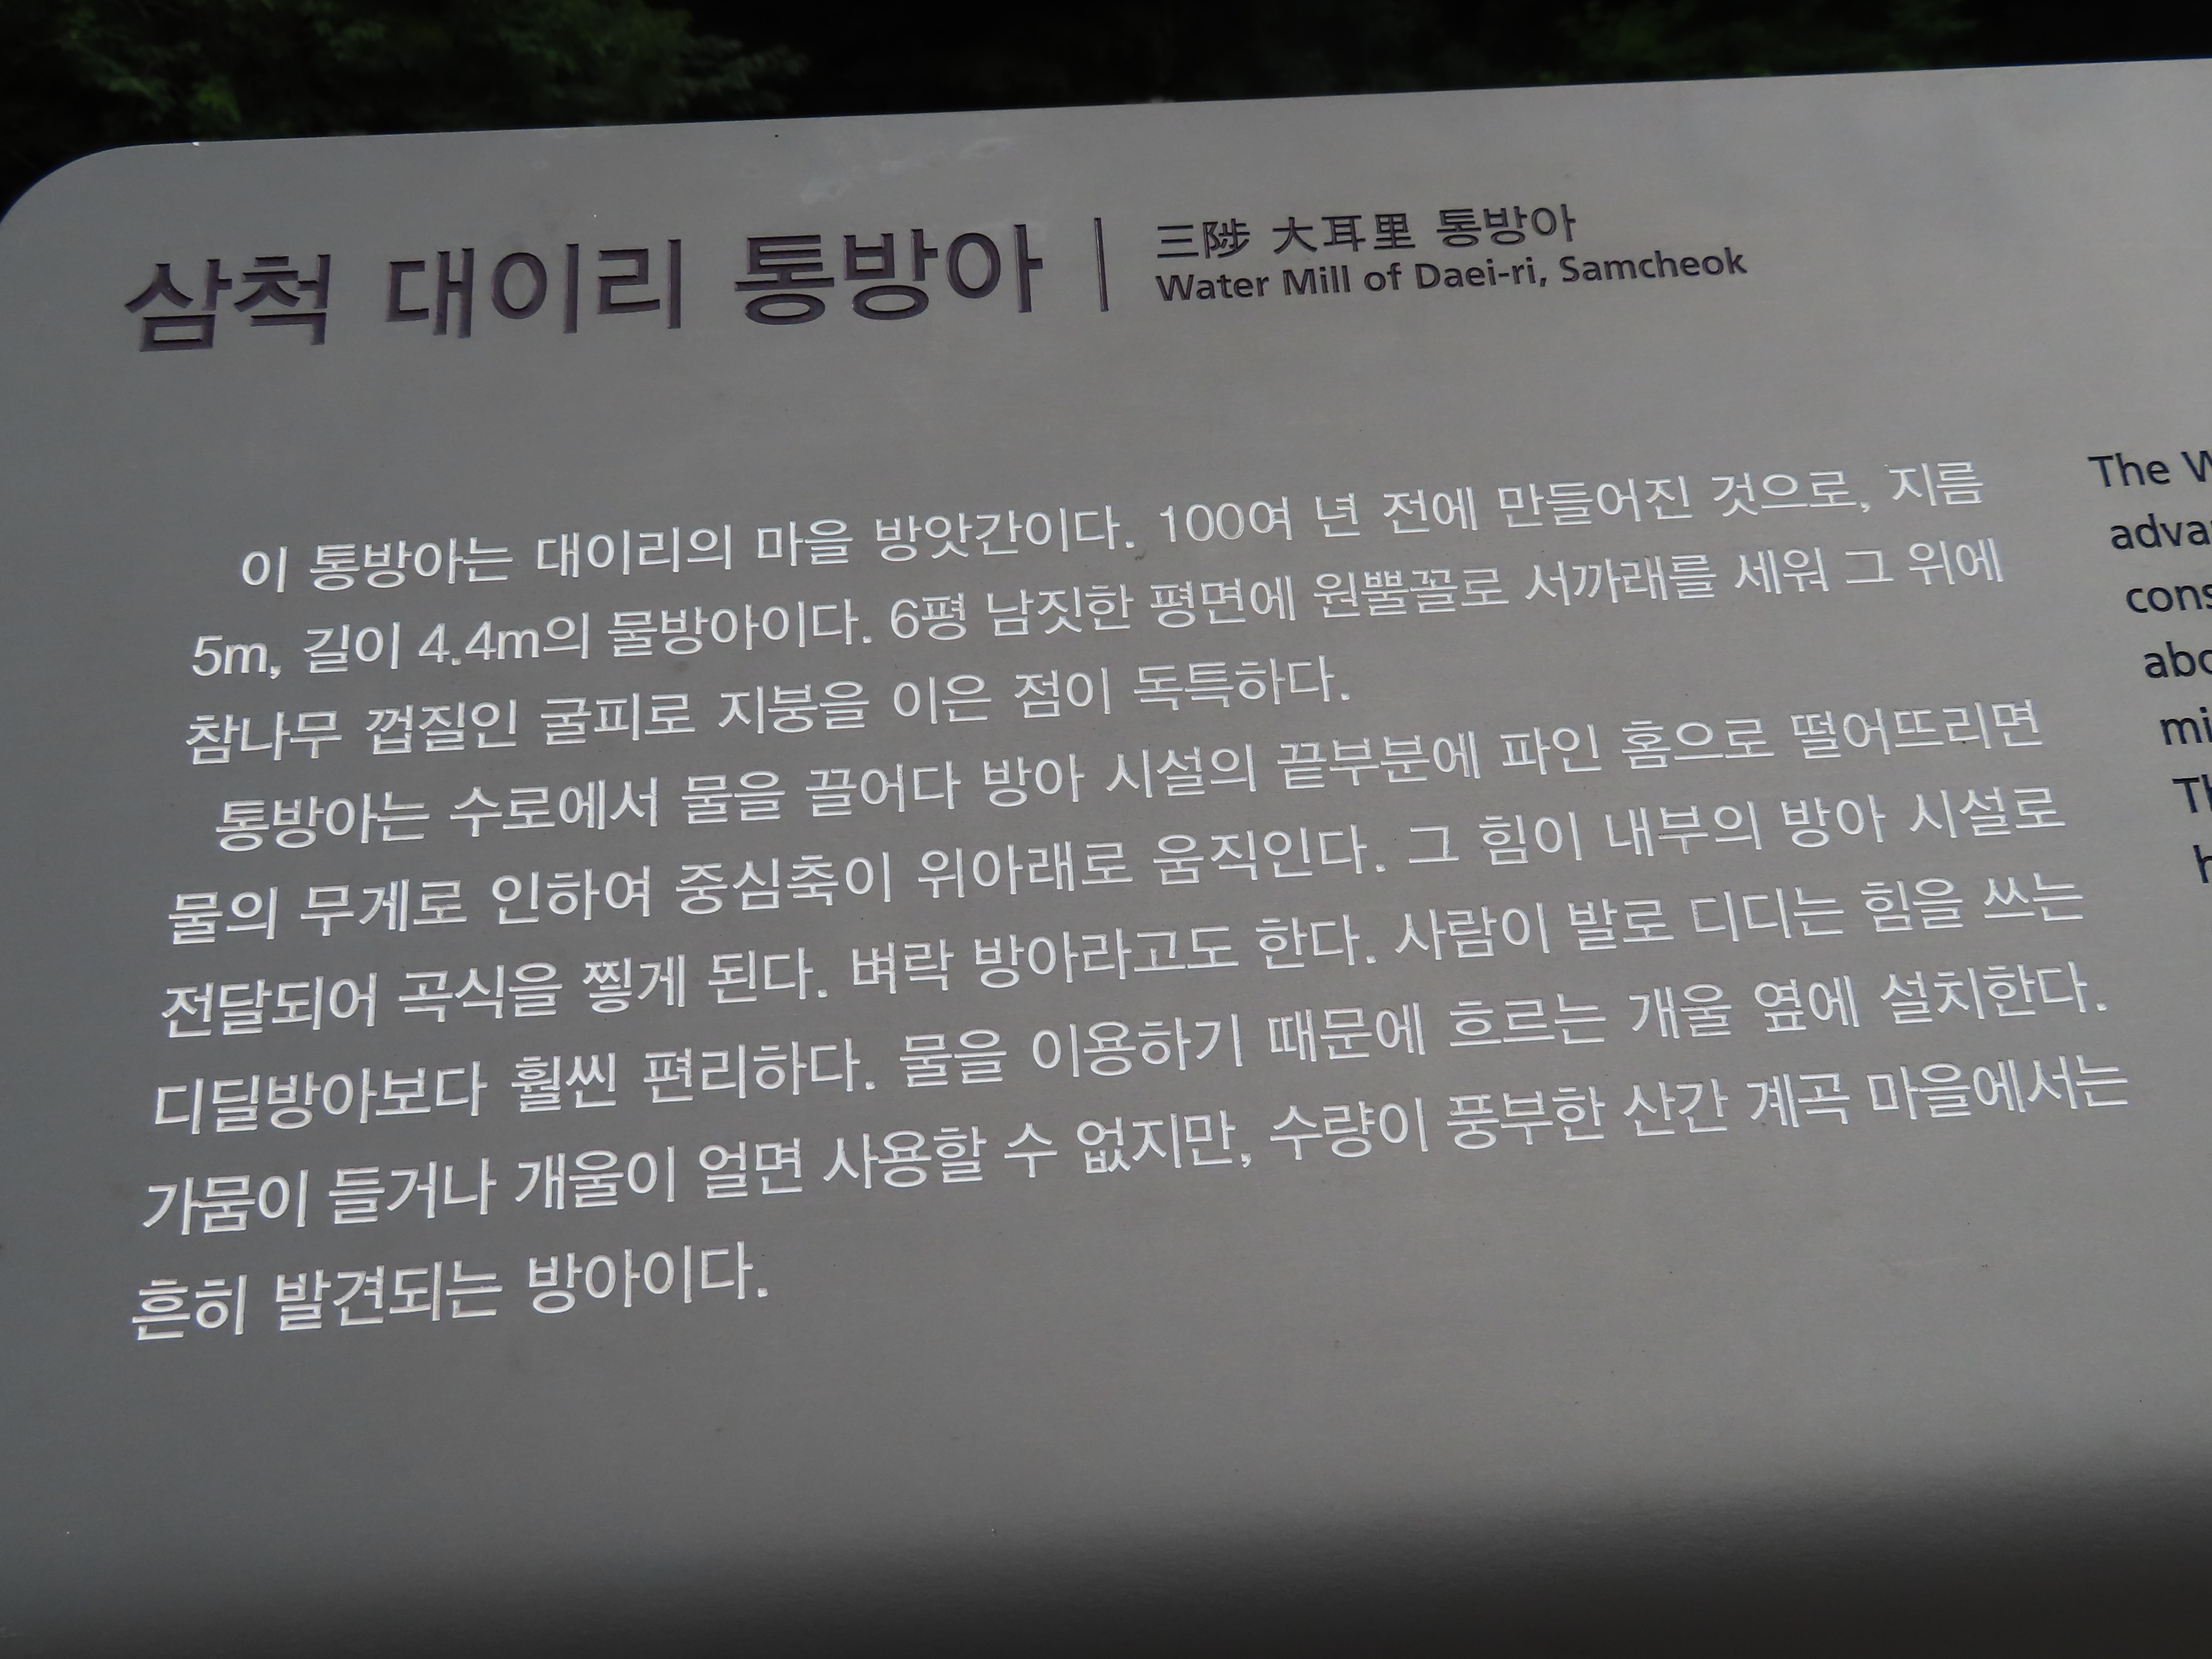 삼척 대이리 통방아
三陟 大耳里 통방아
Water Mill of Daei-ri, Samcheok
이 통방아는 대이리의 마을 방앗간이다. 100여 년 전에 만들어진 것으로, 지름
5m, 길이 4.4m의 물방아이다. 6평 남짓한 평면에 원뿔꼴로 서까래를 세워 그 위에
참나무 껍질인 굴피로 지붕을 이은 점이 독특하다.
통방아는 수로에서 물을 끌어다 방아 시설의 끝부분에 파인 홈으로 떨어뜨리면
물의 무게로 인하여 중심축이 위아래로 움직인다. 그 힘이 내부의 방아 시설로
전달되어 곡식을 찧게 된다. 벼락 방아라고도 한다. 사람이 발로 디디는 힘을 쓰는
디딜방아보다 훨씬 편리하다. 물을 이용하기 때문에 흐르는 개울 옆에 설치한다.
가뭄이 들거나 개울이 얼면 사용할 수 없지만, 수량이 풍부한 산간 계곡 마을에서는
흔히 발견되는 방아이다.
The